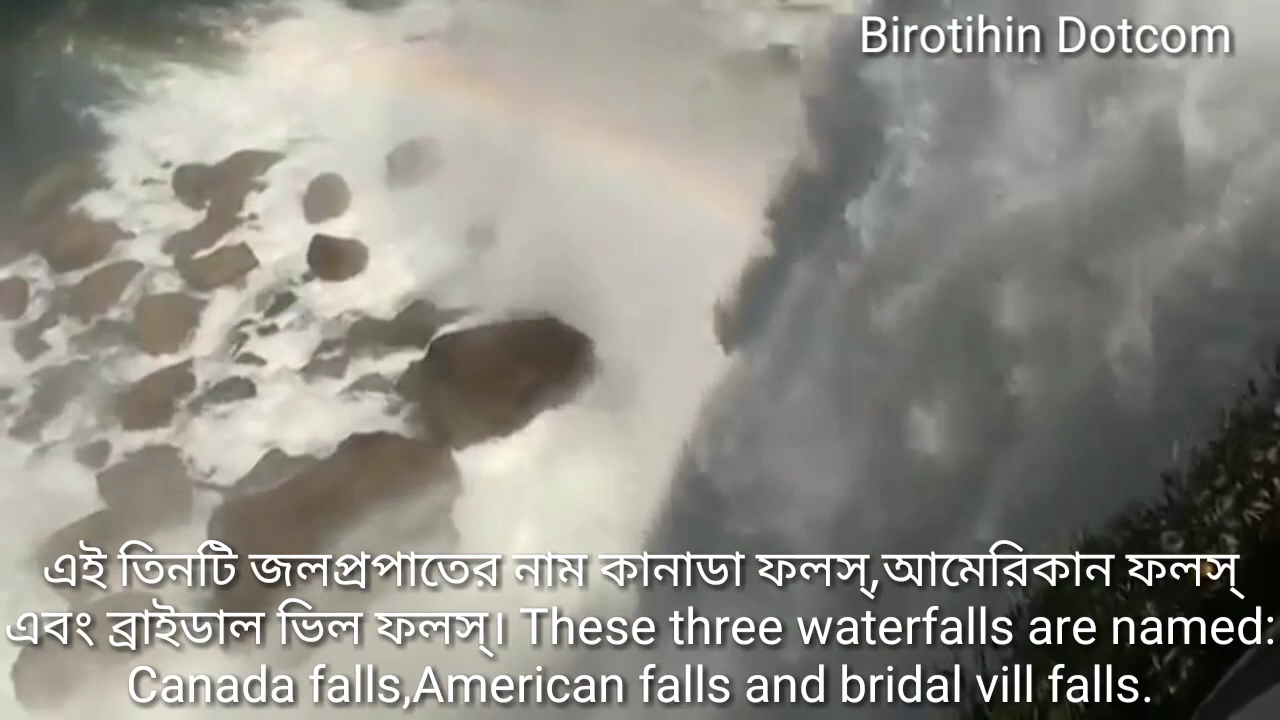 Birotihin Dotcom
এই তিনটি জলপ্রপাতের নাম কানাডা ফলস্,আমেরিকান ফলস্
এবং ব্রাইডাল ভিল ফলস্। These three waterfalls are named:
Canada falls,American falls and bridal vill falls.